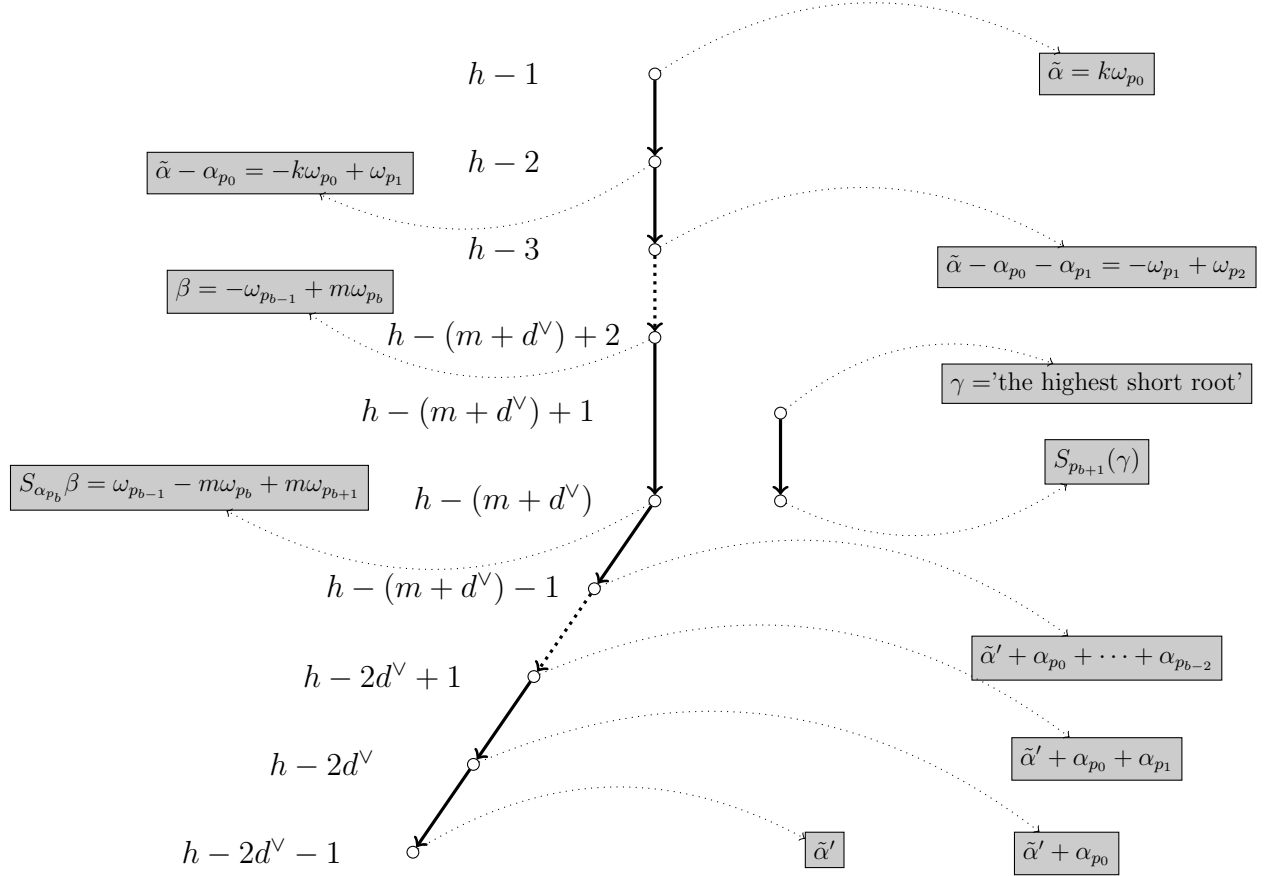 h − 1
α̃ = kω_{p_0}
h − 2
α̃ − α_{p_0} = −kω_{p_0} + ω_{p_1}
h − 3
α̃ − α_{p_0} − α_{p_1} = −ω_{p_1} + ω_{p_2}
β = −ω_{p_{b−1}} + mω_{p_b}
h − (m + d^∨) + 2
γ ='the highest short root'
h − (m + d^∨) + 1
S_{p_{b+1}}(γ)
S_{α_{p_b}}β = ω_{p_{b−1}} − mω_{p_b} + mω_{p_{b+1}}
h − (m + d^∨)
h − (m + d^∨) − 1
α̃′ + α_{p_0} + ⋯ + α_{p_{b−2}}
h − 2d^∨ + 1
α̃′ + α_{p_0} + α_{p_1}
h − 2d^∨
h − 2d^∨ − 1
α̃′
α̃′ + α_{p_0}